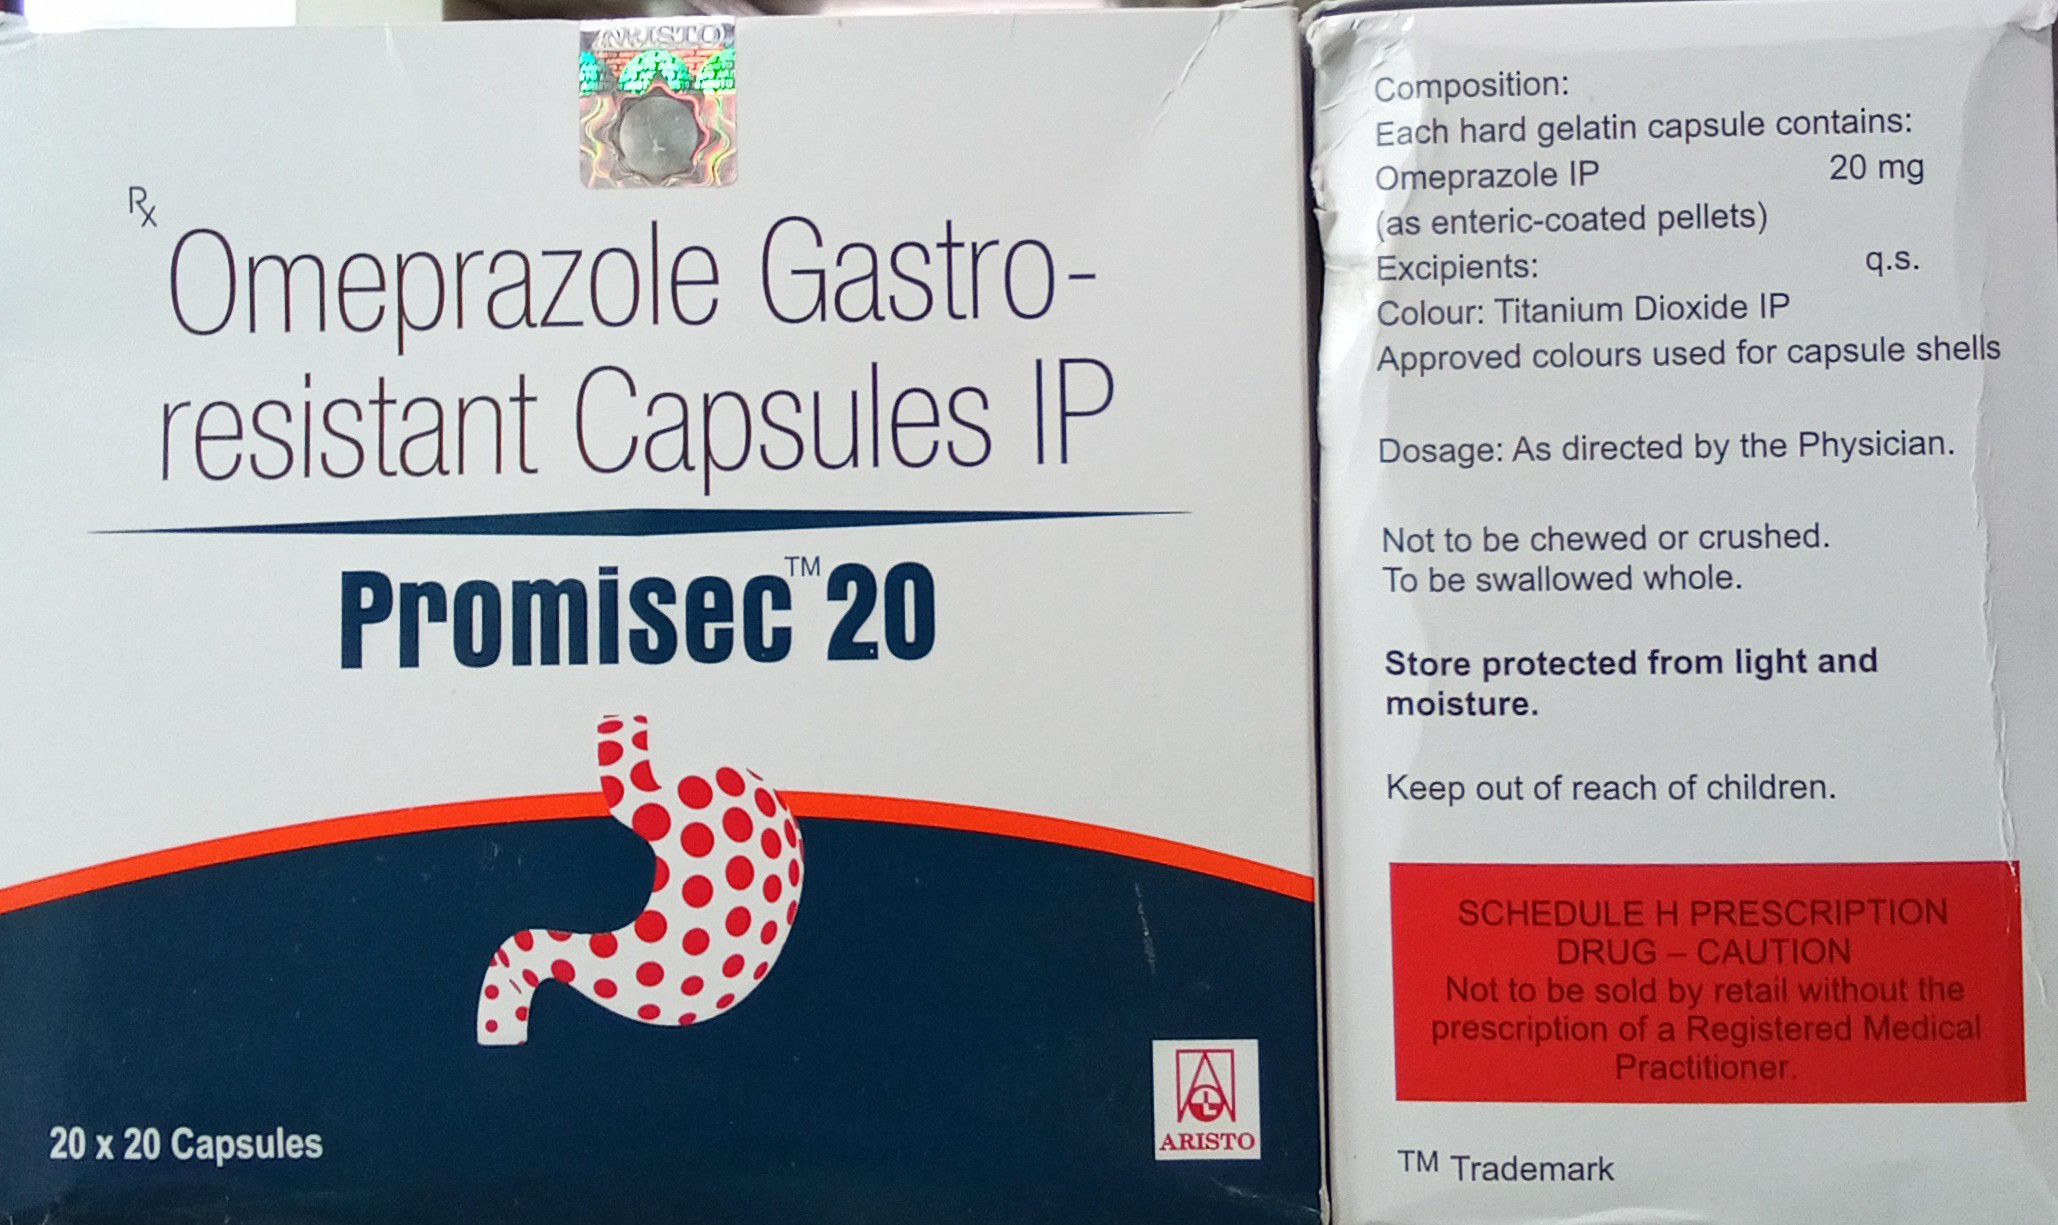 ARISTO
Rx
Omeprazole Gastro-
resistant Capsules IP
Promisec™ 20
20 x 20 Capsules
ARISTO
Composition:
Each hard gelatin capsule contains:
Omeprazole IP 20 mg
(as enteric-coated pellets)
Excipients: q.s.
Colour: Titanium Dioxide IP
Approved colours used for capsule shells
Dosage: As directed by the Physician.
Not to be chewed or crushed.
To be swallowed whole.
Store protected from light and
moisture.
Keep out of reach of children.
SCHEDULE H PRESCRIPTION
DRUG – CAUTION
Not to be sold by retail without the
prescription of a Registered Medical
Practitioner.
TM Trademark